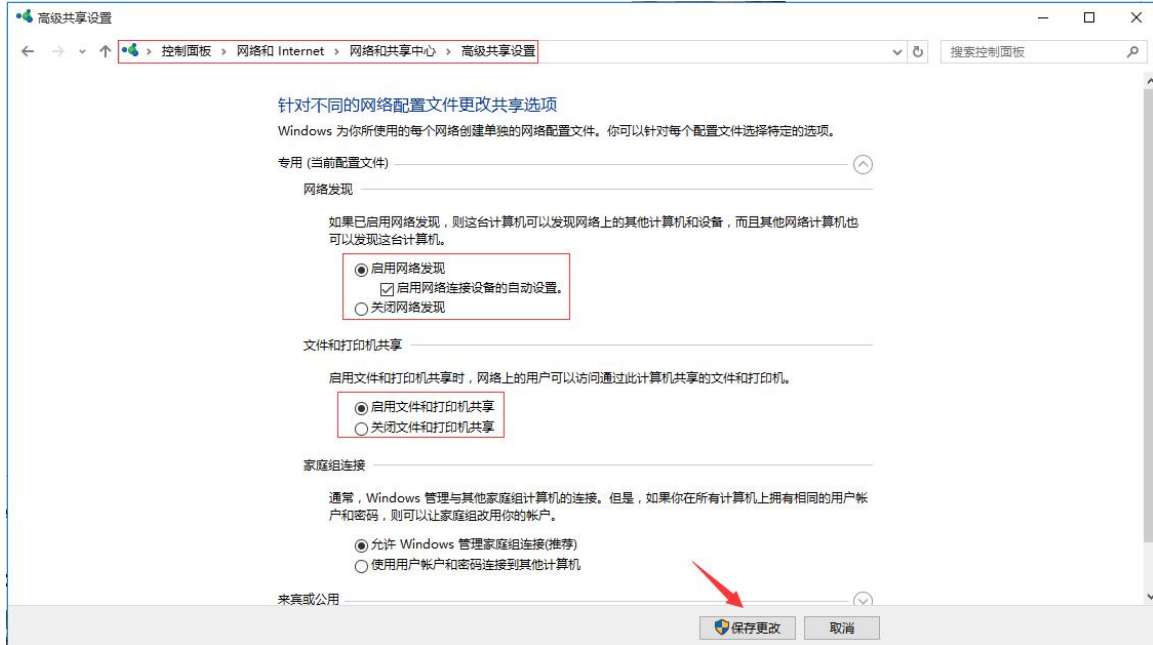 高级共享设置
控制面板 › 网络和 Internet › 网络和共享中心 › 高级共享设置
搜索控制面板
针对不同的网络配置文件更改共享选项
Windows 为你所使用的每个网络创建单独的网络配置文件。你可以针对每个配置文件选择特定的选项。
专用 (当前配置文件)
网络发现
如果已启用网络发现，则这台计算机可以发现网络上的其他计算机和设备，而且其他网络计算机也
可以发现这台计算机。
启用网络发现
启用网络连接设备的自动设置。
关闭网络发现
文件和打印机共享
启用文件和打印机共享时，网络上的用户可以访问通过此计算机共享的文件和打印机。
启用文件和打印机共享
关闭文件和打印机共享
家庭组连接
通常，Windows 管理与其他家庭组计算机的连接。但是，如果你在所有计算机上拥有相同的用户帐
户和密码，则可以让家庭组改用你的帐户。
允许 Windows 管理家庭组连接(推荐)
使用用户帐户和密码连接到其他计算机
来宾或公用
保存更改
取消